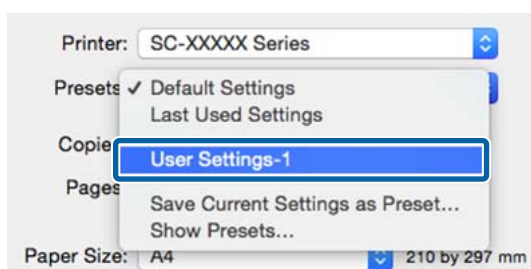 Printer: SC-XXXXX Series
Presets ✓ Default Settings
Last Used Settings
Copie
User Settings-1
Pages
Save Current Settings as Preset...
Show Presets...
Paper Size: A4 210 by 297 mm